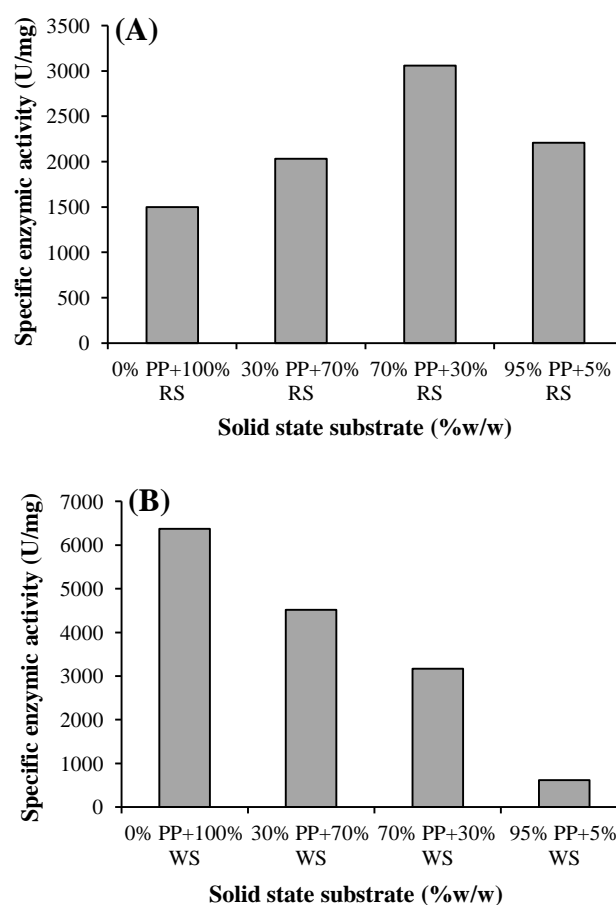 (A)
Specific enzymic activity (U/mg)
3500
3000
2500
2000
1500
1000
500
0
0% PP+100% 30% PP+70% 70% PP+30% 95% PP+5%
RS RS RS RS
Solid state substrate (%w/w)
(B)
Specific enzymic activity (U/mg)
7000
6000
5000
4000
3000
2000
1000
0
0% PP+100% 30% PP+70% 70% PP+30% 95% PP+5%
WS WS WS WS
Solid state substrate (%w/w)